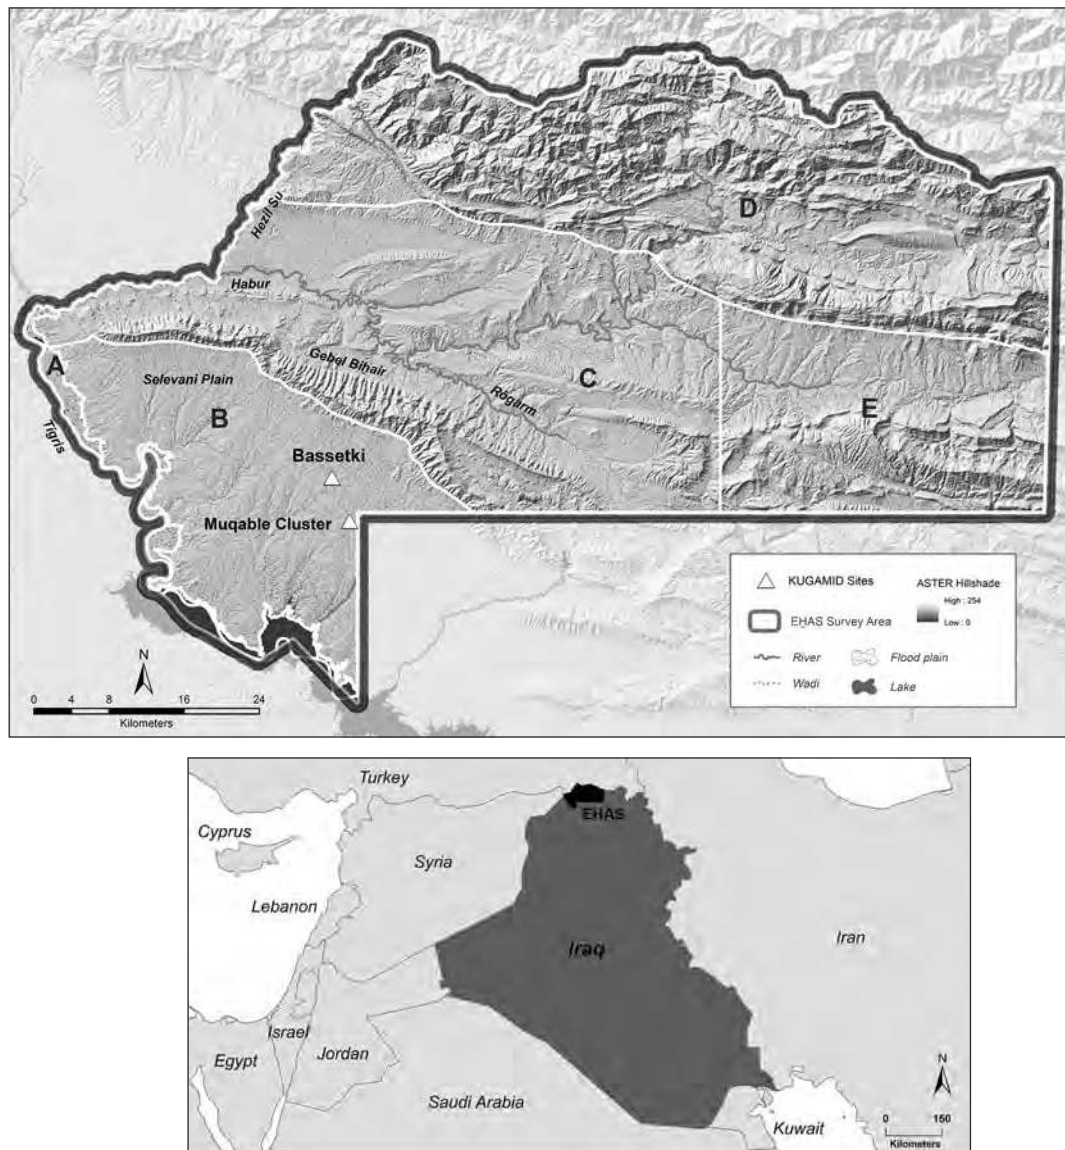 Hezil Su
D
Habur
A
Gebel Bihair
C
Selevani Plain
Rogarm
B
E
Tigris
Bassetki
Muqable Cluster
KUGAMID Sites
ASTER Hillshade
High : 254
Low : 0
EḪAS Survey Area
River
Flood plain
Wadi
Lake
N
0 4 8 16 24
Kilometers
Turkey
EHAS
Cyprus
Syria
Lebanon
Iraq
Iran
Israel
Egypt
Jordan
Saudi Arabia
Kuwait
N
0 150
Kilometers